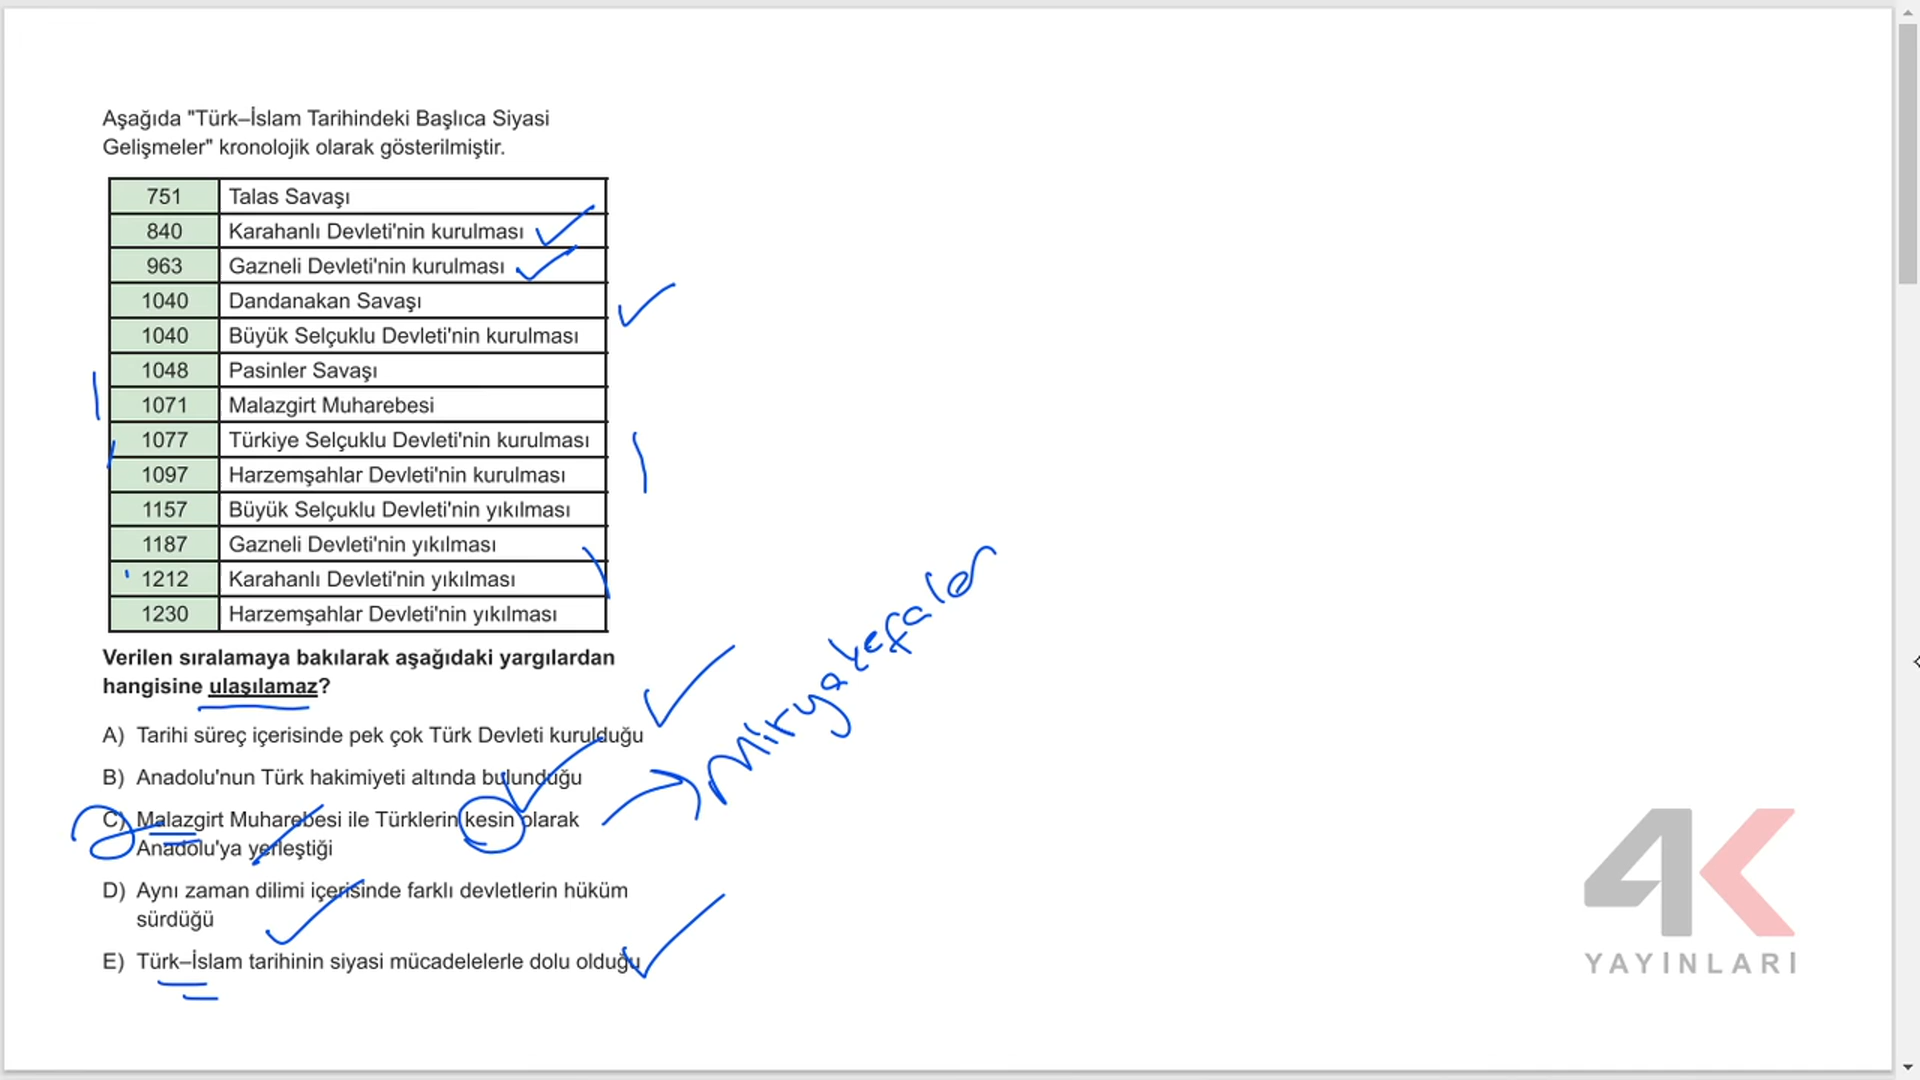 Aşağıda "Türk–İslam Tarihindeki Başlıca Siyasi
Gelişmeler" kronolojik olarak gösterilmiştir.
751 Talas Savaşı
840 Karahanlı Devleti'nin kurulması
963 Gazneli Devleti'nin kurulması
1040 Dandanakan Savaşı
1040 Büyük Selçuklu Devleti'nin kurulması
1048 Pasinler Savaşı
1071 Malazgirt Muharebesi
1077 Türkiye Selçuklu Devleti'nin kurulması
1097 Harzemşahlar Devleti'nin kurulması
1157 Büyük Selçuklu Devleti'nin yıkılması
1187 Gazneli Devleti'nin yıkılması
1212 Karahanlı Devleti'nin yıkılması
1230 Harzemşahlar Devleti'nin yıkılması
Verilen sıralamaya bakılarak aşağıdaki yargılardan
hangisine ulaşılamaz?
A) Tarihi süreç içerisinde pek çok Türk Devleti kurulduğu
B) Anadolu'nun Türk hakimiyeti altında bulunduğu
C) Malazgirt Muharebesi ile Türklerin kesin olarak
Anadolu'ya yerleştiği
D) Aynı zaman dilimi içerisinde farklı devletlerin hüküm
sürdüğü
E) Türk–İslam tarihinin siyasi mücadelelerle dolu olduğu
Miryakefalon
4K
YAYINLARI